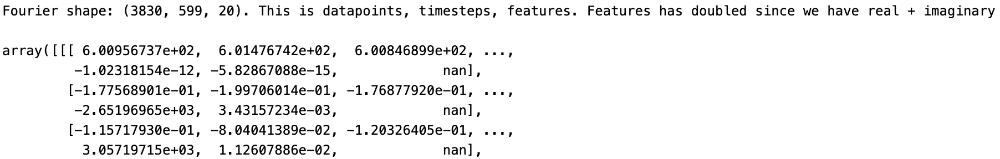 Fourier shape: (3830, 599, 20). This is datapoints, timesteps, features. Features has doubled since we have real + imaginary
array([[[ 6.00956737e+02, 6.01476742e+02, 6.00846899e+02, ...,
-1.02318154e-12, -5.82867088e-15, nan],
[-1.77568901e-01, -1.99706014e-01, -1.76877920e-01, ...,
-2.65196965e+03, 3.43157234e-03, nan],
[-1.15717930e-01, -8.04041389e-02, -1.20326405e-01, ...,
3.05719715e+03, 1.12607886e-02, nan],